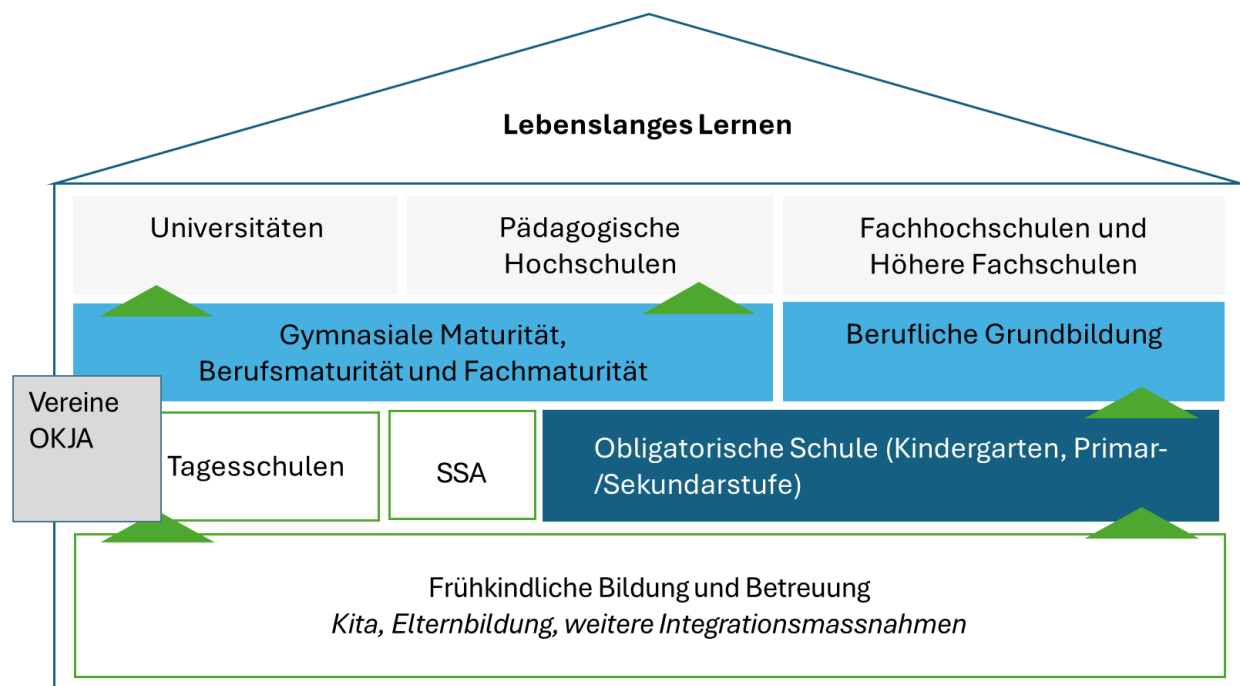 Lebenslanges Lernen
Universitäten
Pädagogische
Hochschulen
Fachhochschulen und
Höhere Fachschulen
Gymnasiale Maturität,
Berufsmaturität und Fachmaturität
Berufliche Grundbildung
Vereine
OKJA
Tagesschulen
SSA
Obligatorische Schule (Kindergarten, Primar-
/Sekundarstufe)
Frühkindliche Bildung und Betreuung
Kita, Elternbildung, weitere Integrationsmassnahmen